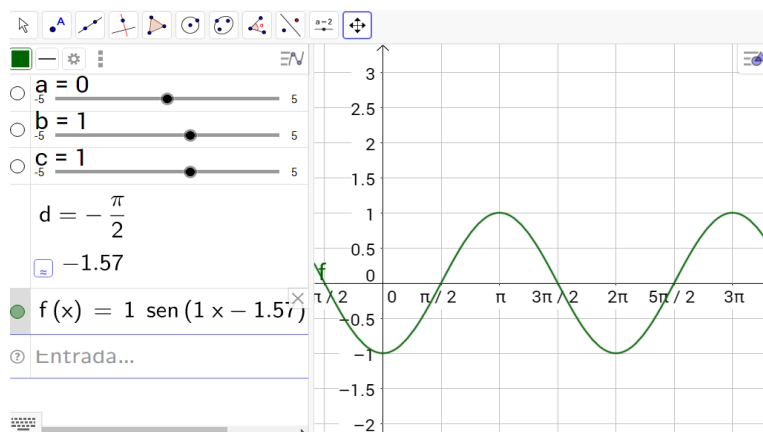 A
a=2
a = 0
-5
5
b = 1
-5
5
c = 1
-5
5
d = − π/2
≈ −1.57
f (x) = 1 sen (1 x − 1.57)
Entrada...
3
2.5
2
1.5
1
0.5
0
−0.5
−1
−1.5
−2
f
π / 2
0
π / 2
π
3π / 2
2π
5π / 2
3π